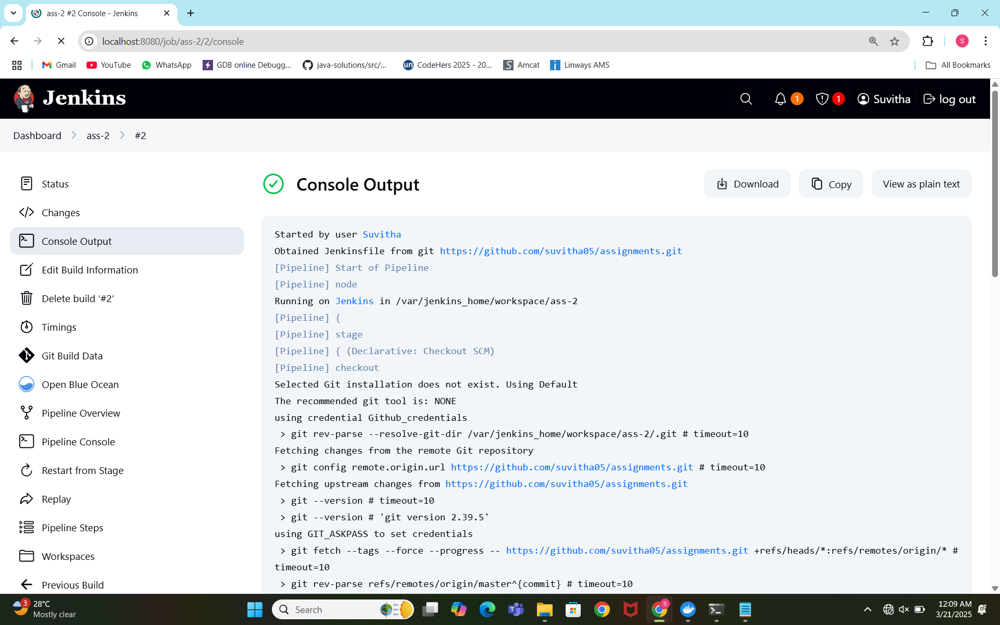 ass-2 #2 Console - Jenkins
localhost:8080/job/ass-2/2/console
S
Gmail
YouTube
WhatsApp
GDB online Debugg...
java-solutions/src/...
un
CodeHers 2025 - 20...
Amcat
Linways AMS
All Bookmarks
Jenkins
1
1
Suvitha
log out
Dashboard
ass-2
#2
Status
Changes
Console Output
Edit Build Information
Delete build ‘#2’
Timings
Git Build Data
Open Blue Ocean
Pipeline Overview
Pipeline Console
Restart from Stage
Replay
Pipeline Steps
Workspaces
Previous Build
Console Output
Download
Copy
View as plain text
Started by user Suvitha
Obtained Jenkinsfile from git https://github.com/suvitha05/assignments.git
[Pipeline] Start of Pipeline
[Pipeline] node
Running on Jenkins in /var/jenkins_home/workspace/ass-2
[Pipeline] {
[Pipeline] stage
[Pipeline] { (Declarative: Checkout SCM)
[Pipeline] checkout
Selected Git installation does not exist. Using Default
The recommended git tool is: NONE
using credential Github_credentials
> git rev-parse --resolve-git-dir /var/jenkins_home/workspace/ass-2/.git # timeout=10
Fetching changes from the remote Git repository
> git config remote.origin.url https://github.com/suvitha05/assignments.git # timeout=10
Fetching upstream changes from https://github.com/suvitha05/assignments.git
> git --version # timeout=10
> git --version # 'git version 2.39.5'
using GIT_ASKPASS to set credentials
> git fetch --tags --force --progress -- https://github.com/suvitha05/assignments.git +refs/heads/*:refs/remotes/origin/* #
timeout=10
> git rev-parse refs/remotes/origin/master^{commit} # timeout=10
3
28°C
Mostly clear
Search
S
12:09 AM
3/21/2025